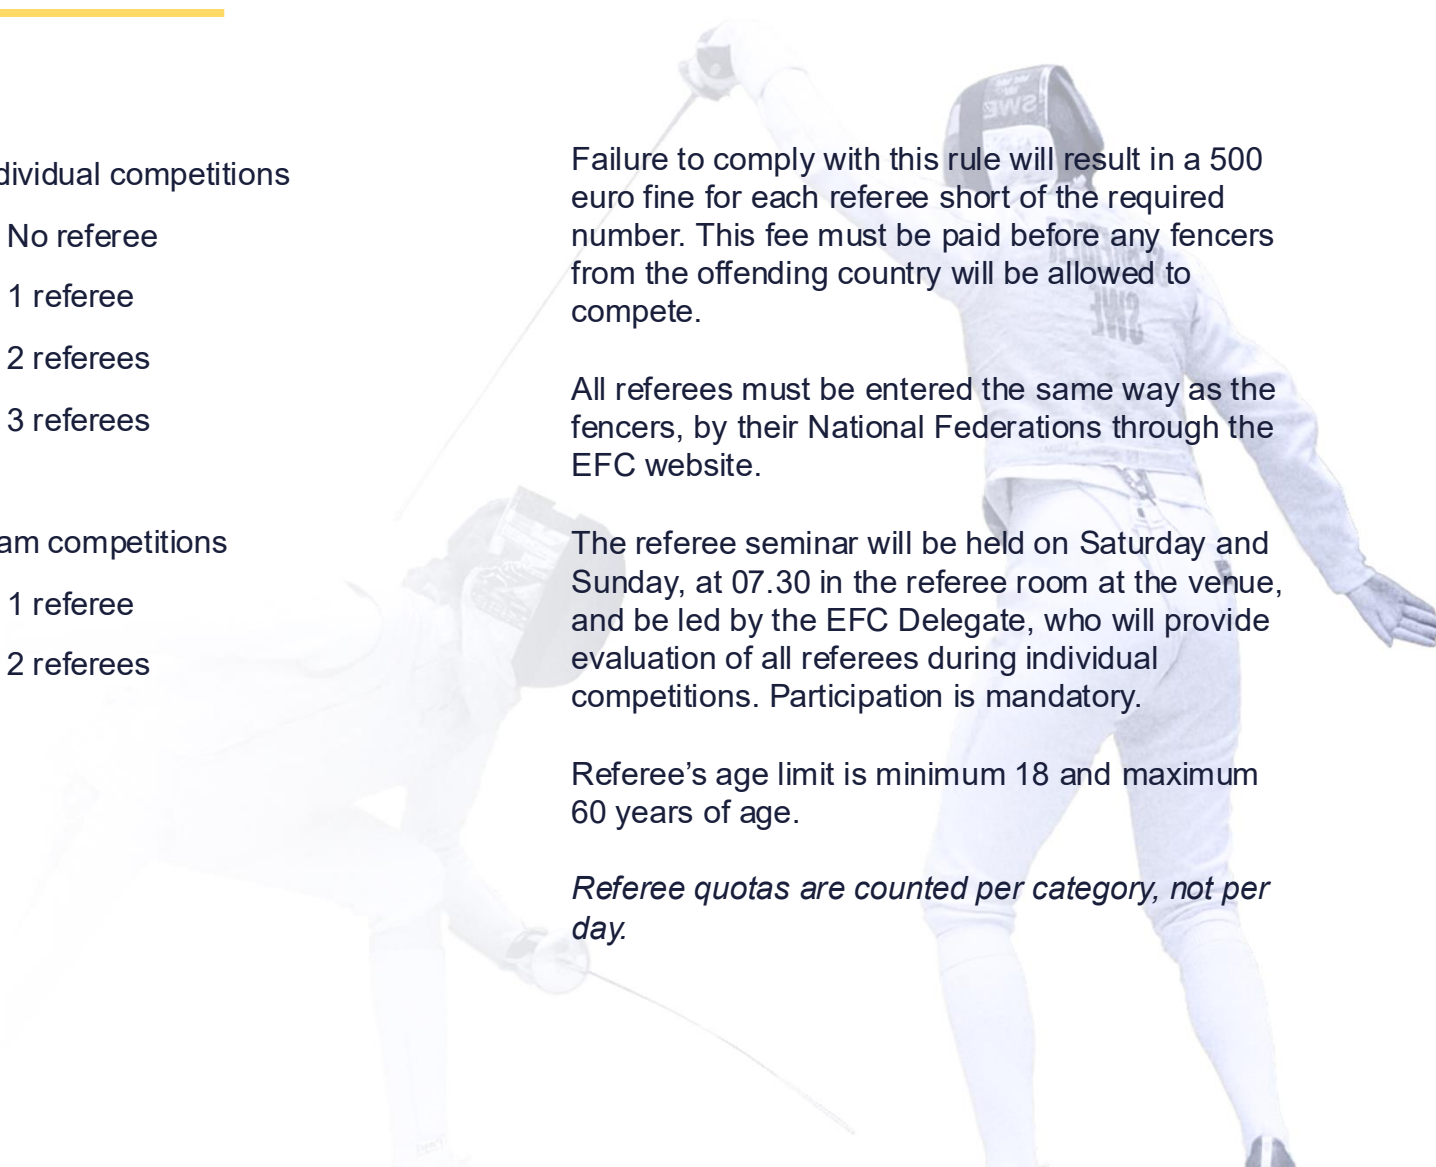 dividual competitions
No referee
1 referee
2 referees
3 referees
am competitions
1 referee
2 referees
Failure to comply with this rule will result in a 500
euro fine for each referee short of the required
number. This fee must be paid before any fencers
from the offending country will be allowed to
compete.
All referees must be entered the same way as the
fencers, by their National Federations through the
EFC website.
The referee seminar will be held on Saturday and
Sunday, at 07.30 in the referee room at the venue,
and be led by the EFC Delegate, who will provide
evaluation of all referees during individual
competitions. Participation is mandatory.
Referee’s age limit is minimum 18 and maximum
60 years of age.
Referee quotas are counted per category, not per
day.
SWE
SWE